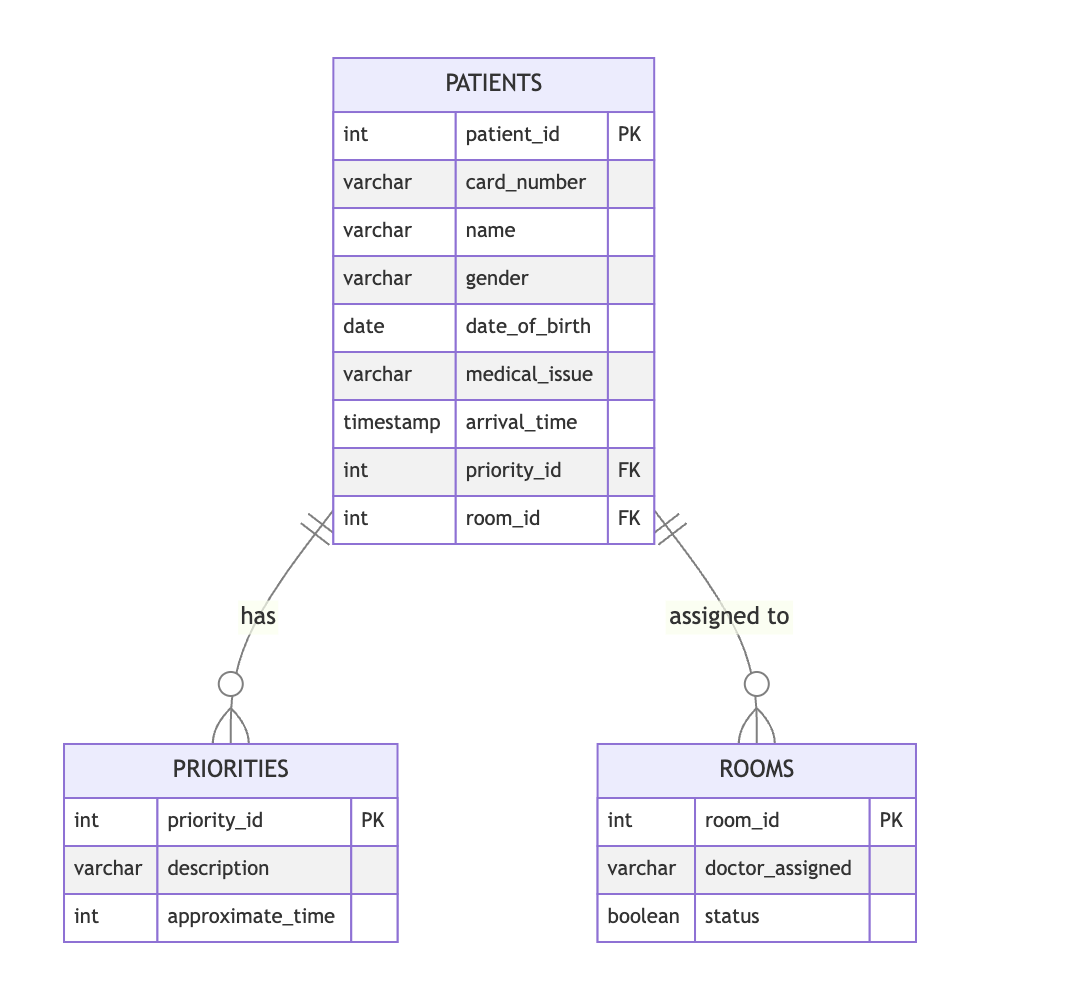 PATIENTS
int patient_id PK
varchar card_number
varchar name
varchar gender
date date_of_birth
varchar medical_issue
timestamp arrival_time
int priority_id FK
int room_id FK
has
assigned to
PRIORITIES
int priority_id PK
varchar description
int approximate_time
ROOMS
int room_id PK
varchar doctor_assigned
boolean status